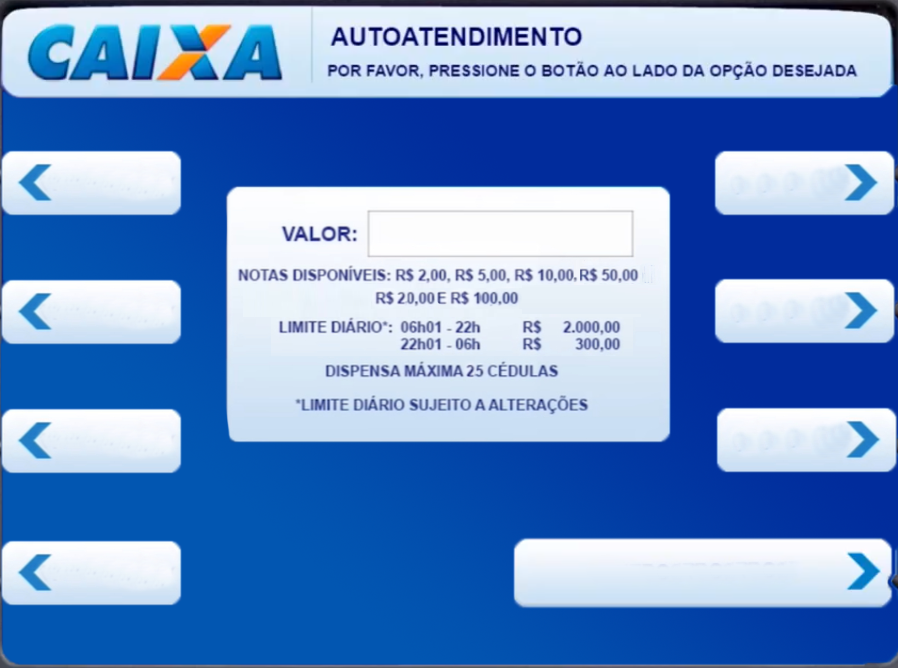 CAIXA
AUTOATENDIMENTO
POR FAVOR, PRESSIONE O BOTÃO AO LADO DA OPÇÃO DESEJADA
VALOR:
NOTAS DISPONÍVEIS: R$ 2,00, R$ 5,00, R$ 10,00, R$ 50,00
R$ 20,00 E R$ 100,00
LIMITE DIÁRIO*: 06h01 - 22h R$ 2.000,00
22h01 - 06h R$ 300,00
DISPENSA MÁXIMA 25 CÉDULAS
*LIMITE DIÁRIO SUJEITO A ALTERAÇÕES